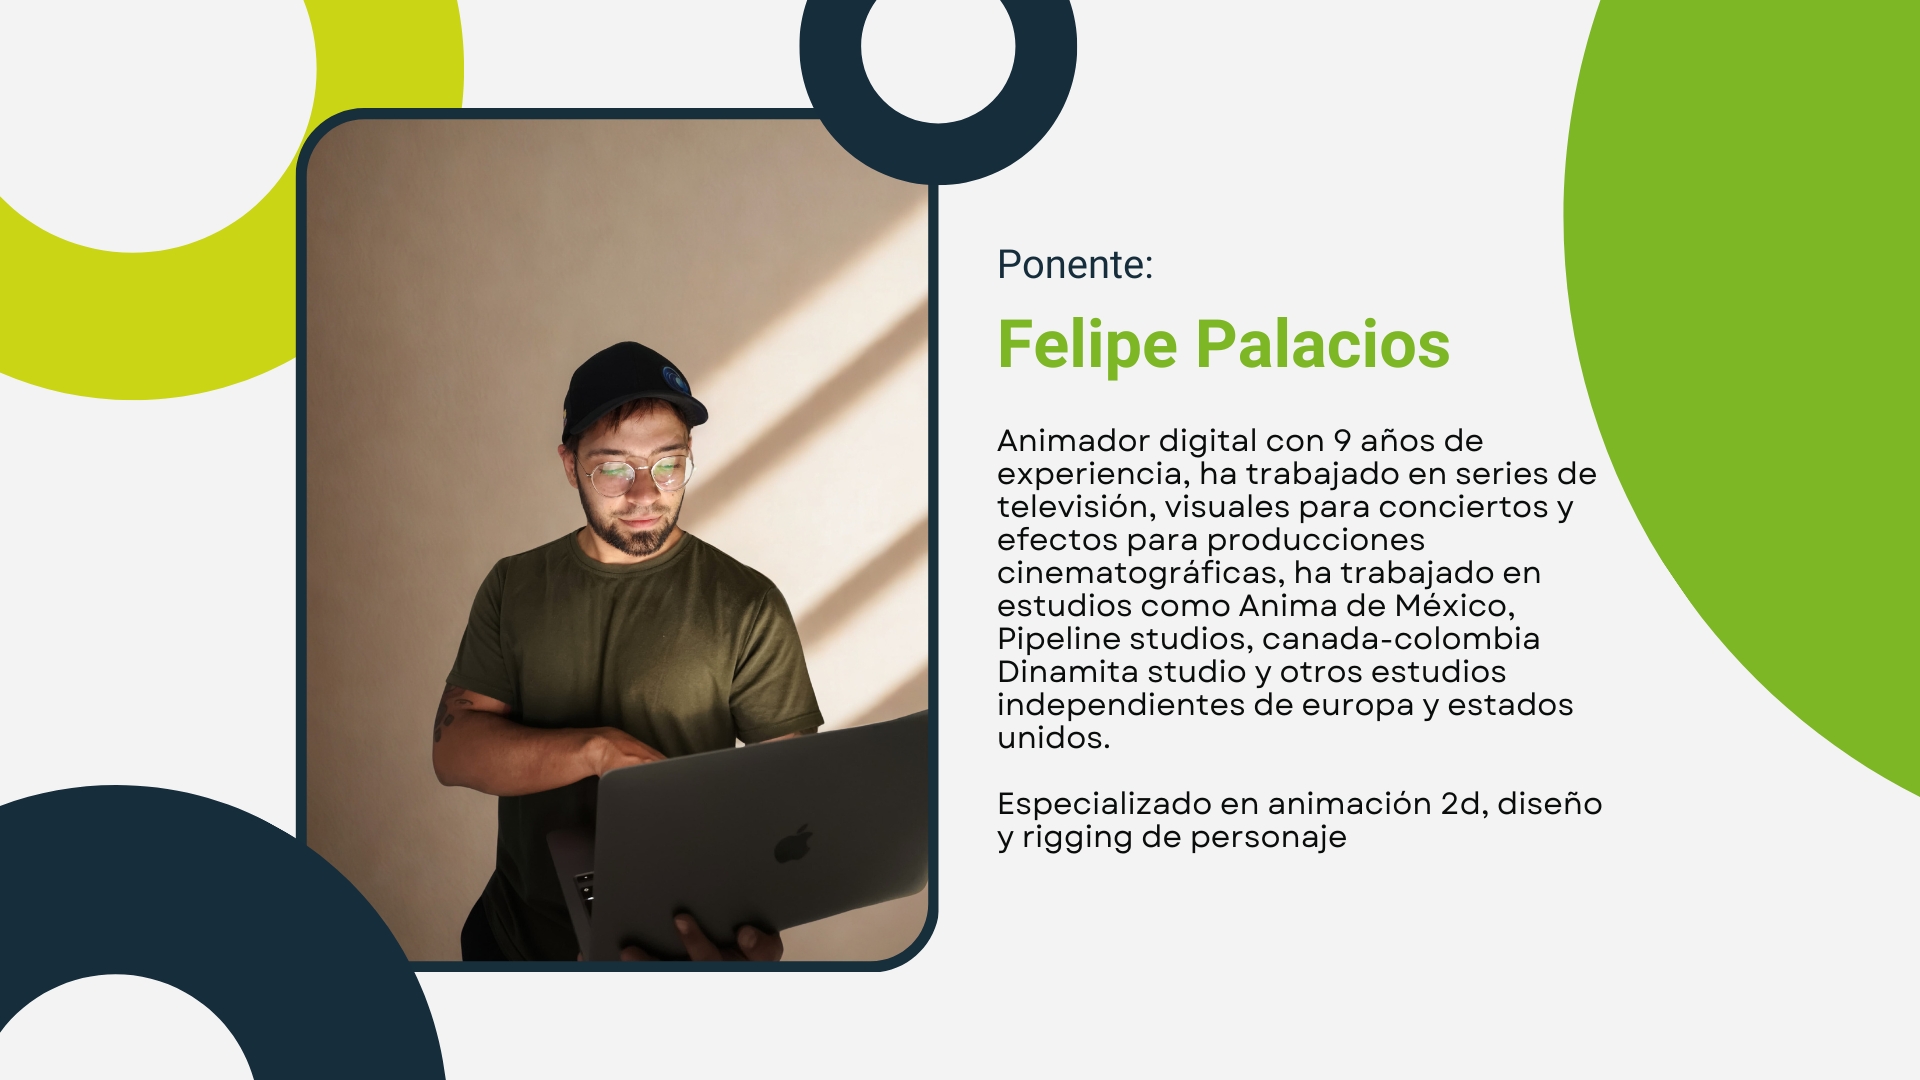 Ponente:
Felipe Palacios
Animador digital con 9 años de
experiencia, ha trabajado en series de
televisión, visuales para conciertos y
efectos para producciones
cinematográficas, ha trabajado en
estudios como Anima de México,
Pipeline studios, canada-colombia
Dinamita studio y otros estudios
independientes de europa y estados
unidos.
Especializado en animación 2d, diseño
y rigging de personaje